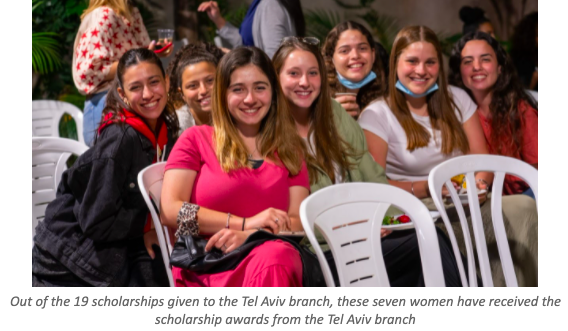 Out of the 19 scholarships given to the Tel Aviv branch, these seven women have received the
scholarship awards from the Tel Aviv branch